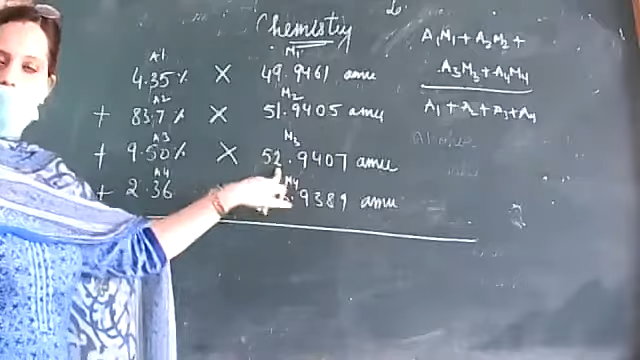 Chemistry
A1 M1
4.35% × 49.9461 amu
A2 M2
+ 83.7% × 51.9405 amu
A3 M3
+ 9.50% × 52.9407 amu
A4 M4
+ 2.36 .9389 amu
A1M1 + A2M2 +
A3M3 + A4M4
A1 + A2 + A3 + A4